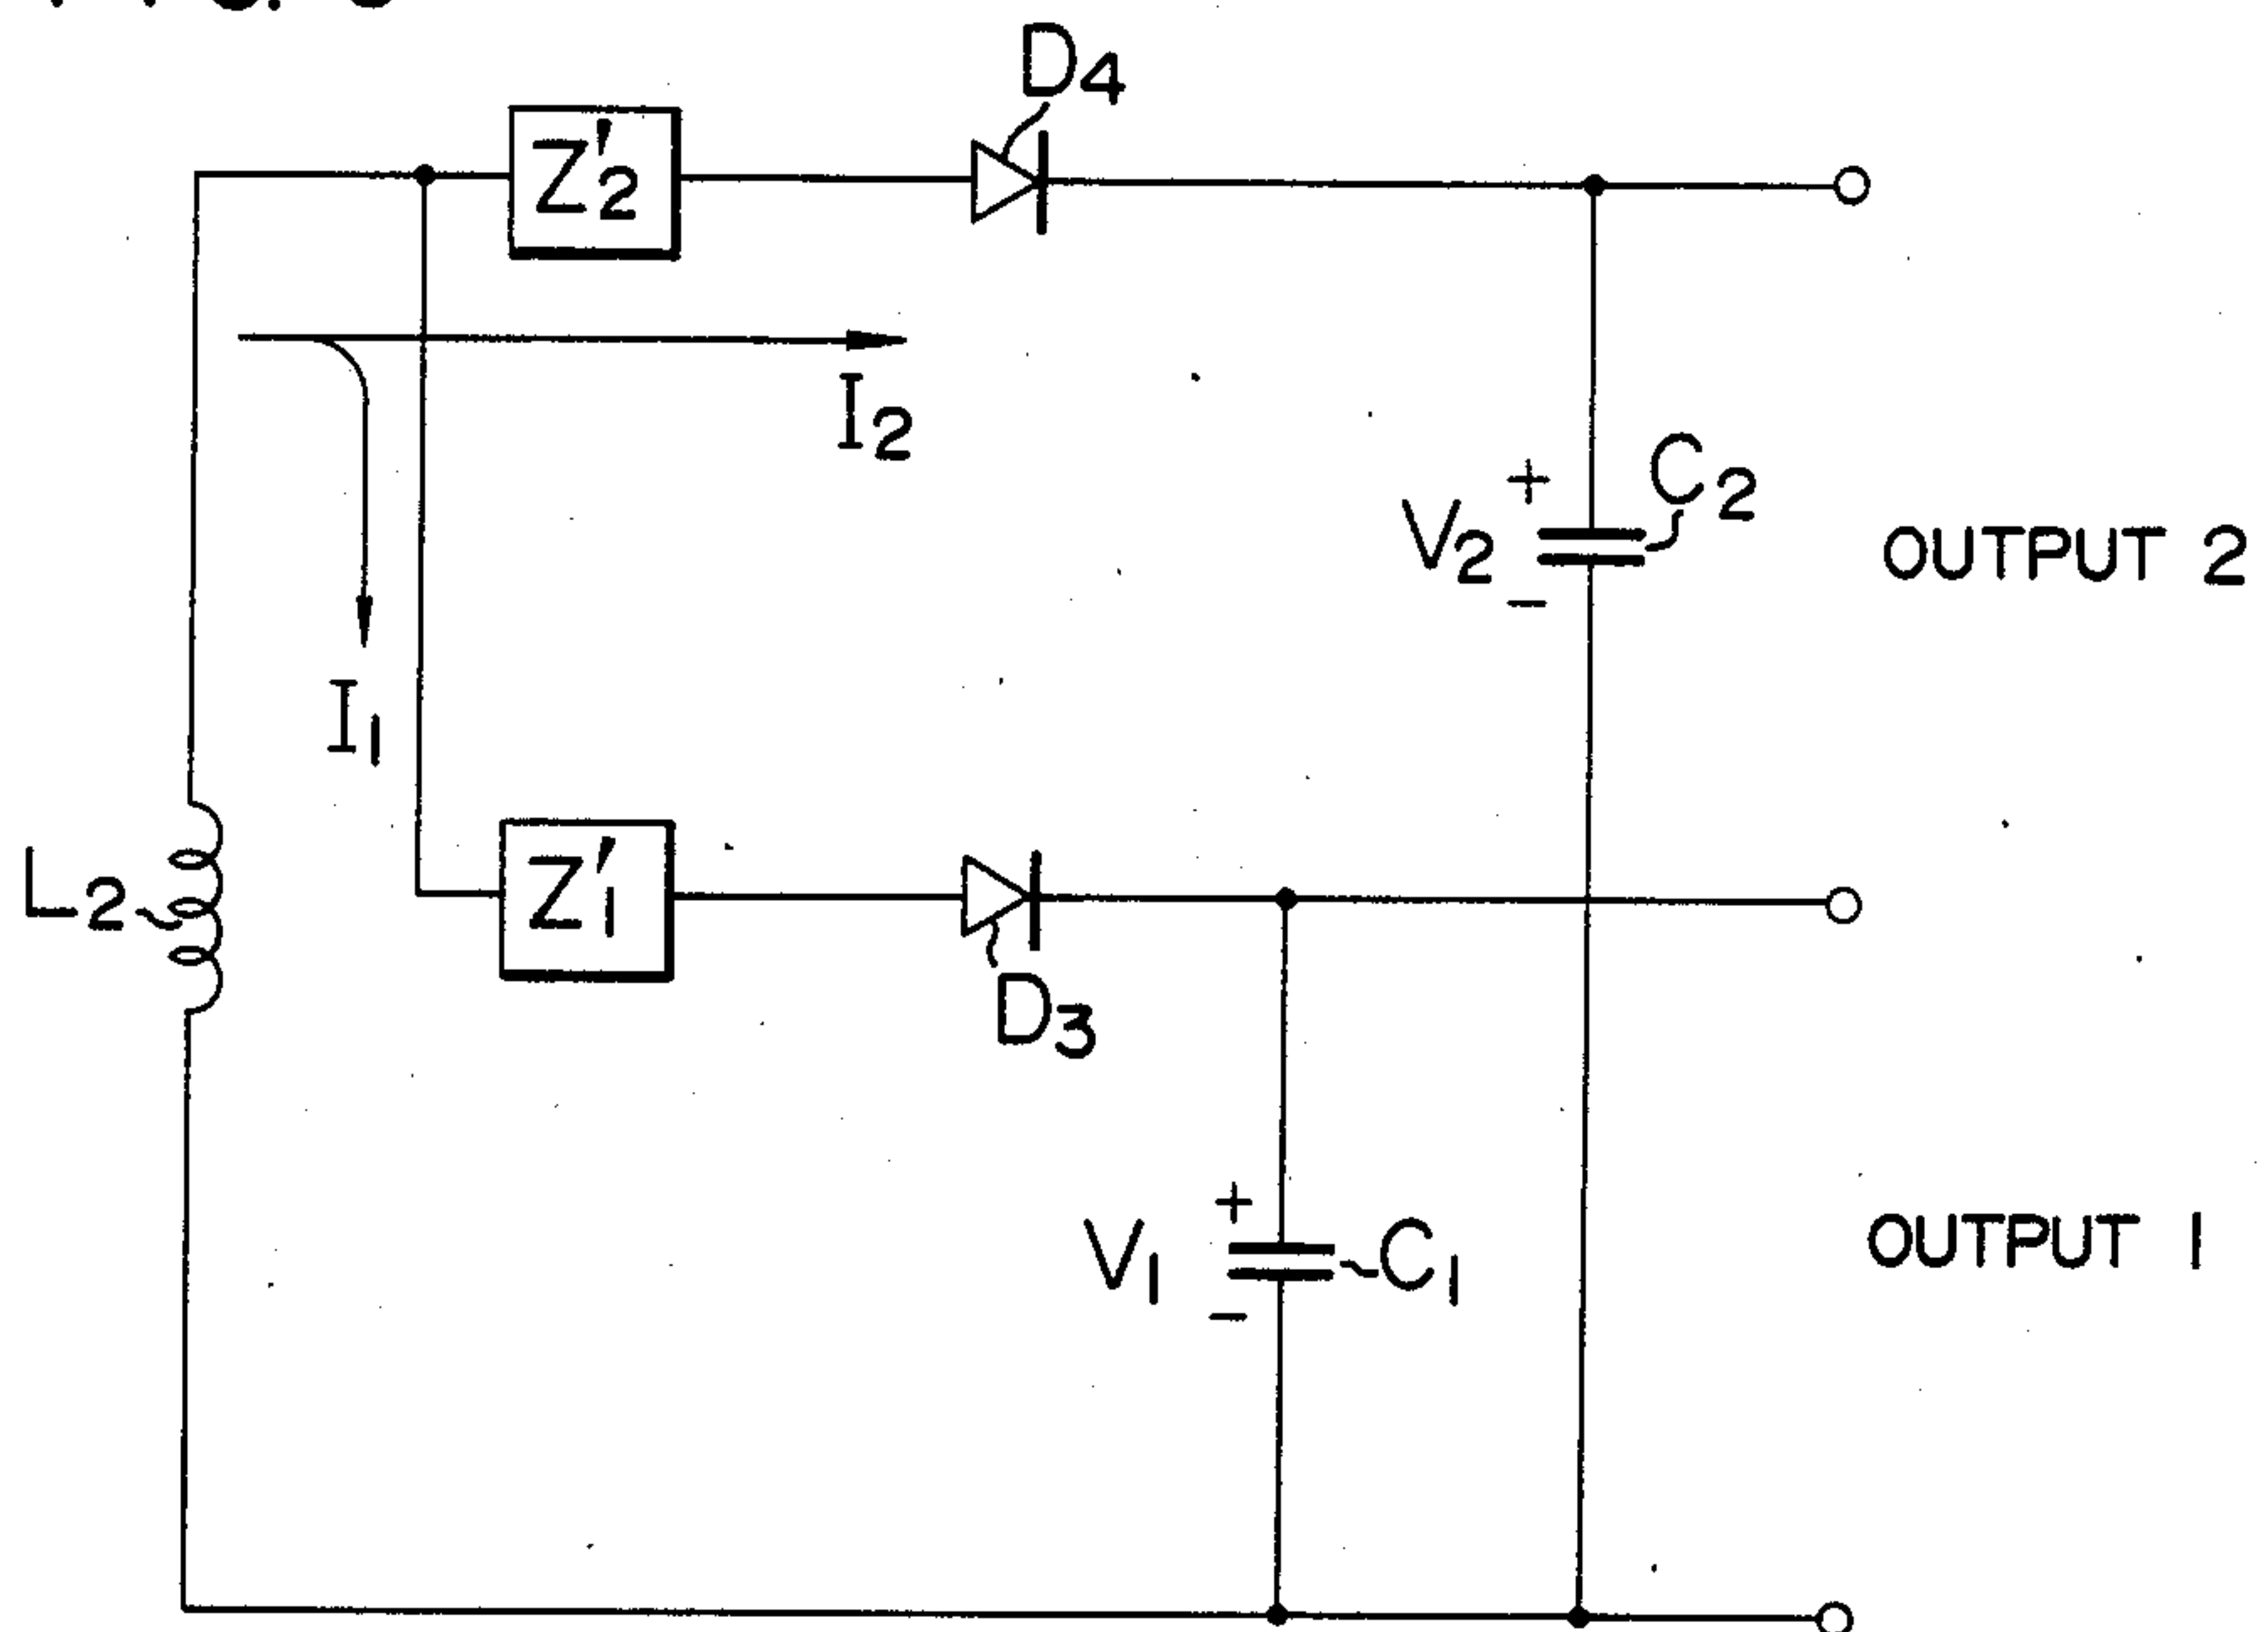 D4
Z'2
I2
C2
+
V2
-
OUTPUT 2
I1
L2
Z'1
D3
+
V1
C1
-
OUTPUT 1